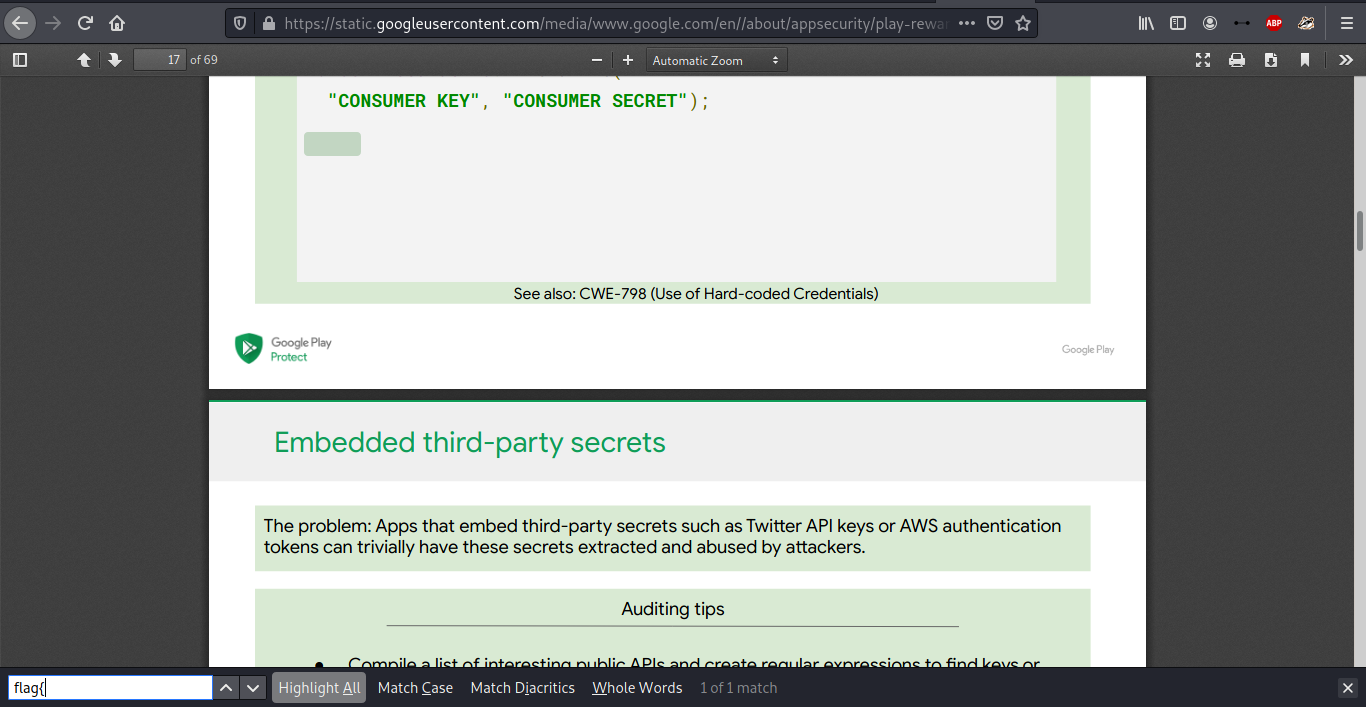 https://static.googleusercontent.com/media/www.google.com/en//about/appsecurity/play-rewa
ABP
17 of 69
Automatic Zoom
"CONSUMER KEY", "CONSUMER SECRET");
See also: CWE-798 (Use of Hard-coded Credentials)
Google Play
Protect
Google Play
Embedded third-party secrets
The problem: Apps that embed third-party secrets such as Twitter API keys or AWS authentication
tokens can trivially have these secrets extracted and abused by attackers.
Auditing tips
• Compile a list of interesting public APIs and create regular expressions to find keys or
flag{
Highlight All Match Case Match Diacritics Whole Words 1 of 1 match